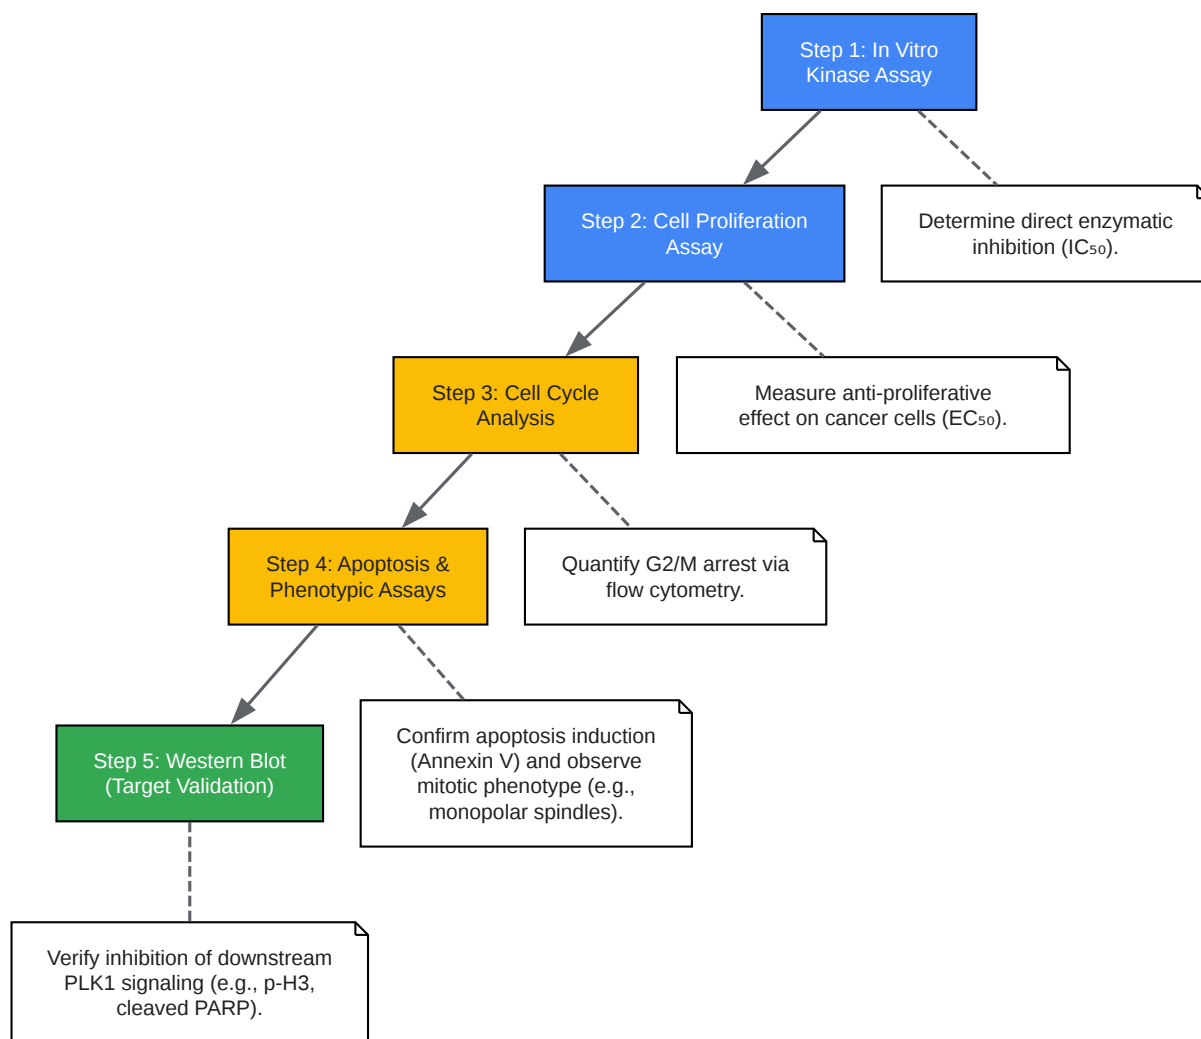 Step 1: In Vitro
Kinase Assay
Step 2: Cell Proliferation
Assay
Determine direct enzymatic
inhibition (IC₅₀).
Step 3: Cell Cycle
Analysis
Measure anti-proliferative
effect on cancer cells (EC₅₀).
Step 4: Apoptosis &
Phenotypic Assays
Quantify G2/M arrest via
flow cytometry.
Step 5: Western Blot
(Target Validation)
Confirm apoptosis induction
(Annexin V) and observe
mitotic phenotype (e.g.,
monopolar spindles).
Verify inhibition of downstream
PLK1 signaling (e.g., p-H3,
cleaved PARP).